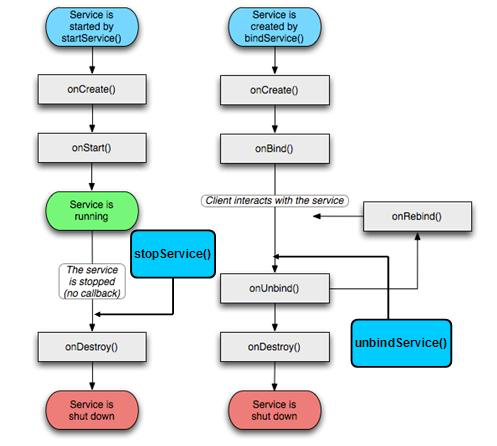 Service is
started by
startService()
onCreate()
onStart()
Service is
running
The service
is stopped
(no callback)
stopService()
onDestroy()
Service is
shut down
Service is
created by
bindService()
onCreate()
onBind()
Client interacts with the service
onRebind()
onUnbind()
unbindService()
onDestroy()
Service is
shut down